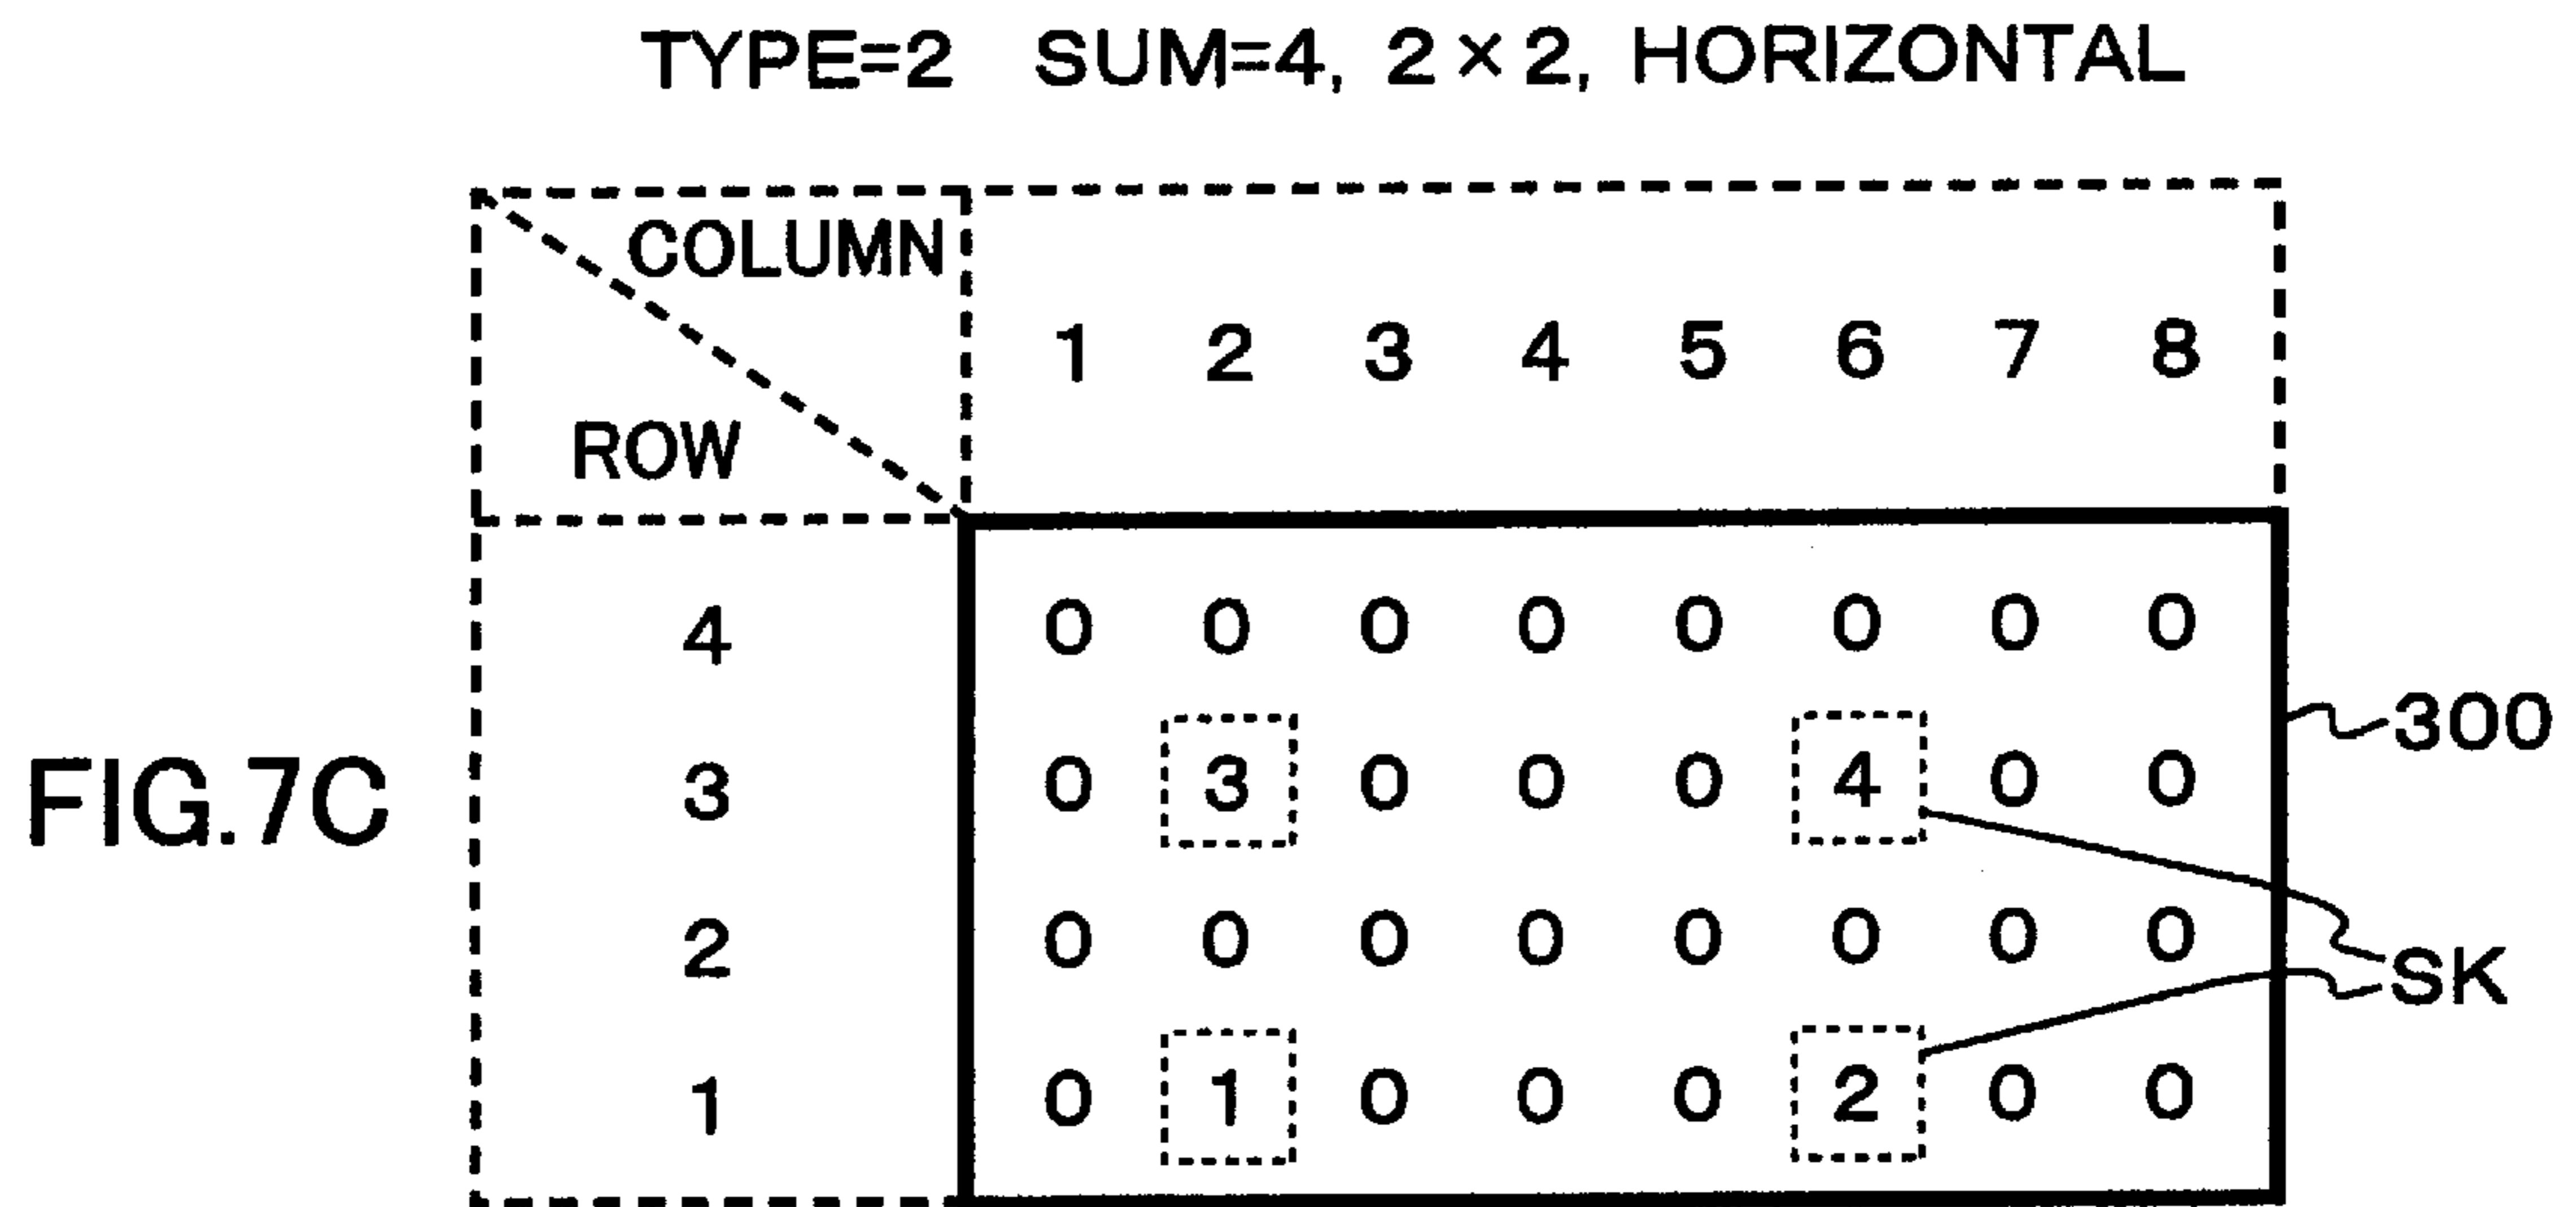 TYPE=2 SUM=4, 2×2, HORIZONTAL
COLUMN
1 2 3 4 5 6 7 8
ROW
4 0 0 0 0 0 0 0 0
300
FIG.7C
3 0 3 0 0 0 4 0 0
2 0 0 0 0 0 0 0 0
SK
1 0 1 0 0 0 2 0 0